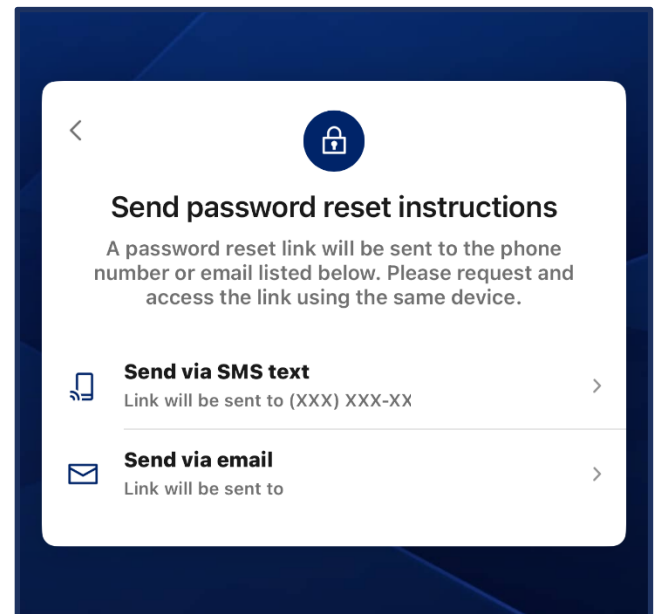 Send password reset instructions
A password reset link will be sent to the phone
number or email listed below. Please request and
access the link using the same device.
Send via SMS text
Link will be sent to (XXX) XXX-XX
Send via email
Link will be sent to